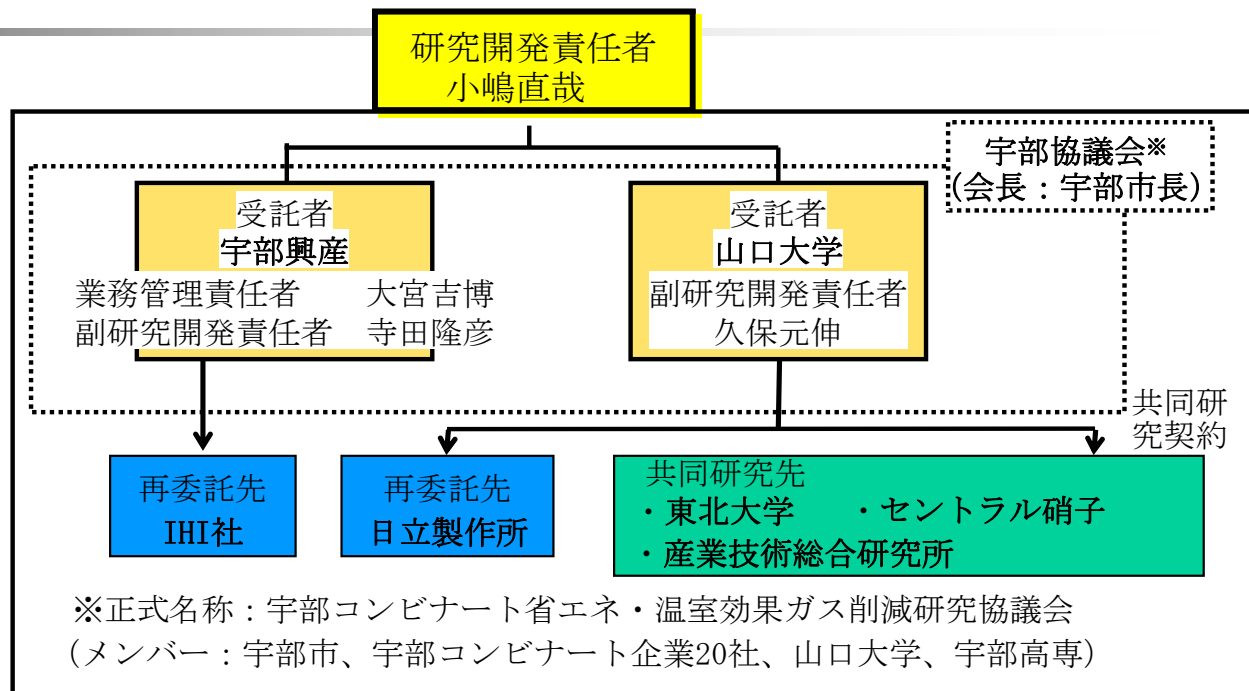 研究開発責任者
小嶋直哉
宇部協議会※
(会長：宇部市長)
受託者
宇部興産
業務管理責任者　大宮吉博
副研究開発責任者　寺田隆彦
受託者
山口大学
副研究開発責任者
久保元伸
共同研
究契約
再委託先
IHI社
再委託先
日立製作所
共同研究先
・東北大学　・セントラル硝子
・産業技術総合研究所
※正式名称：宇部コンビナート省エネ・温室効果ガス削減研究協議会
(メンバー：宇部市、宇部コンビナート企業20社、山口大学、宇部高専)